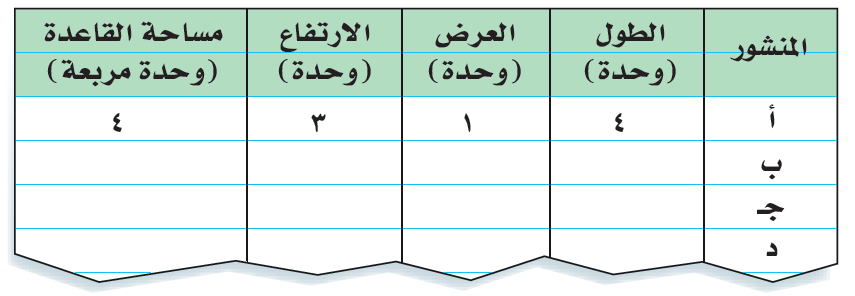 المنشور الطول (وحدة) العرض (وحدة) الارتفاع (وحدة) مساحة القاعدة (وحدة مربعة)
أ ٤ ١ ٣ ٤
ب
جـ
د